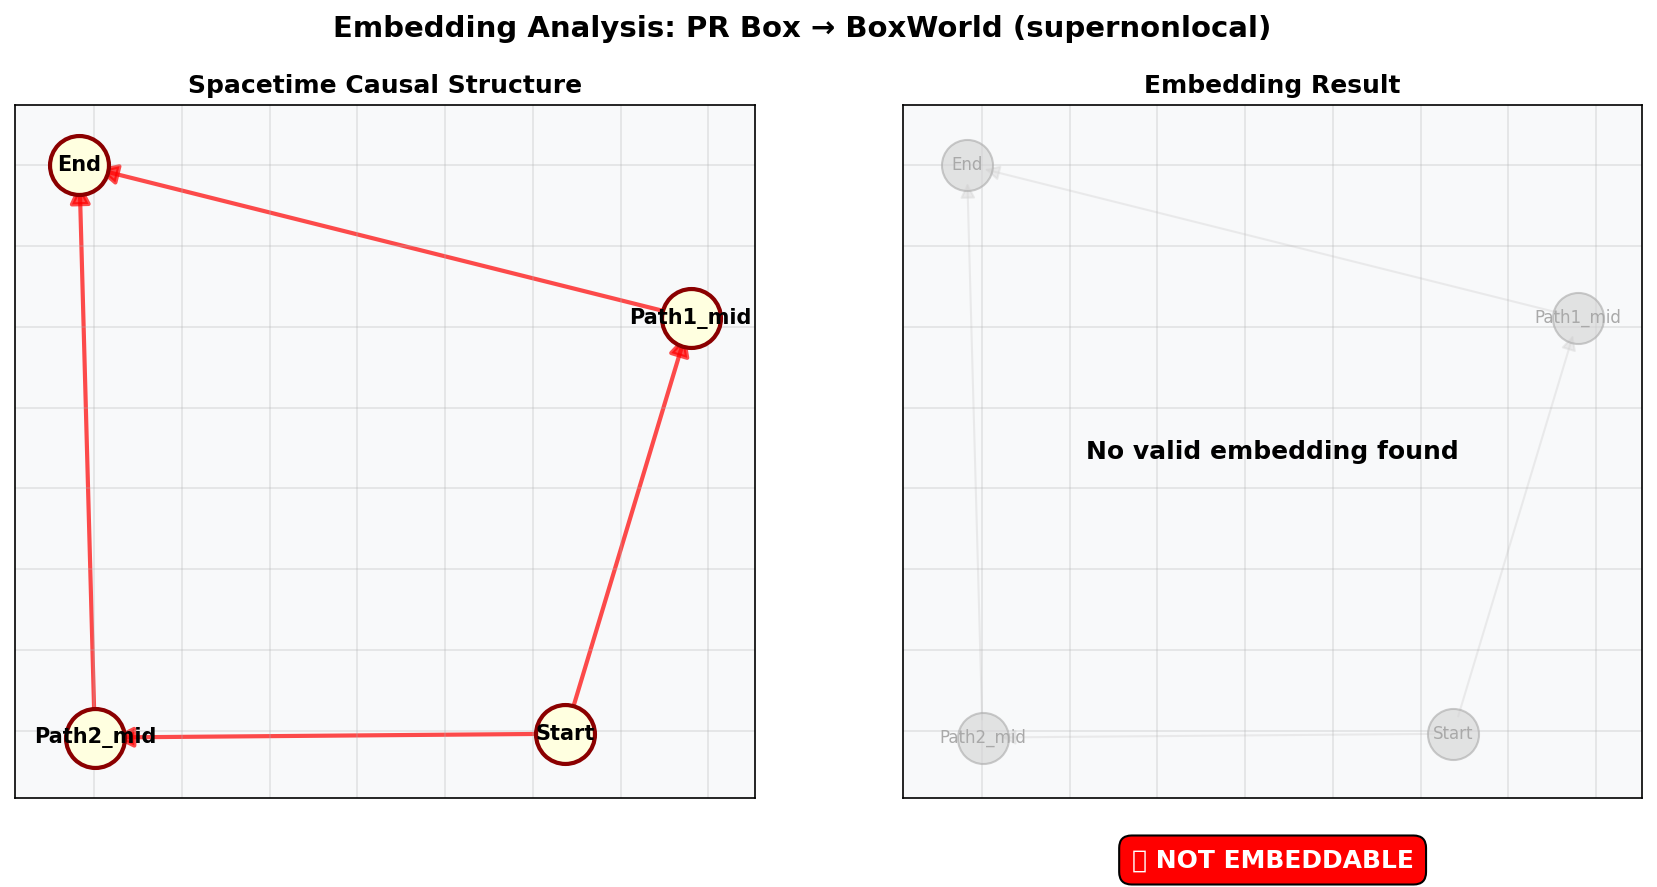 Embedding Analysis: PR Box → BoxWorld (supernonlocal)
Spacetime Causal Structure
End
Path1_mid
Path2_mid
Start
Embedding Result
End
Path1_mid
No valid embedding found
Path2_mid
Start
NOT EMBEDDABLE